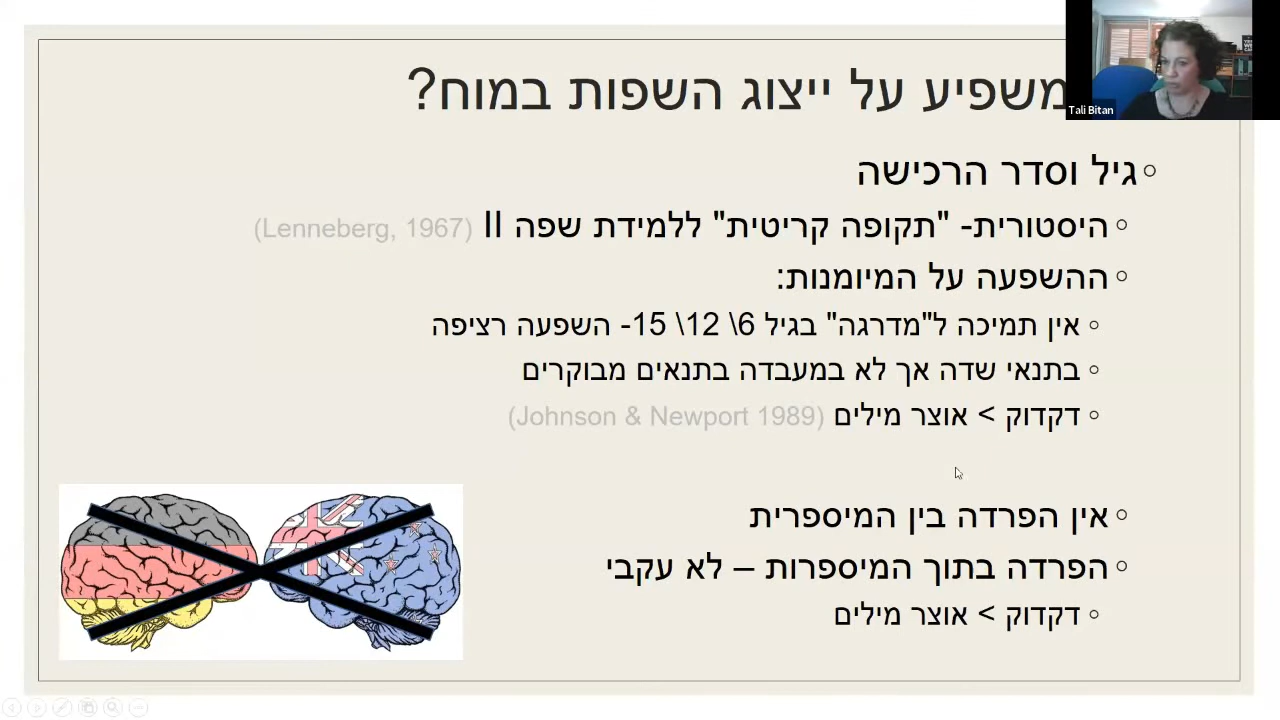 משפיע על ייצוג השפות במוח?
Tali Bitan
◦גיל וסדר הרכישה
◦היסטורית- "תקופה קריטית" ללמידת שפה II (Lenneberg, 1967)
◦ההשפעה על המיומנות:
◦אין תמיכה ל"מדרגה" בגיל 6\ 12\ 15- השפעה רציפה
◦בתנאי שדה אך לא במעבדה בתנאים מבוקרים
◦דקדוק > אוצר מילים (Johnson & Newport 1989)
◦אין הפרדה בין המיספרית
◦הפרדה בתוך המיספרות – לא עקבי
◦דקדוק > אוצר מילים